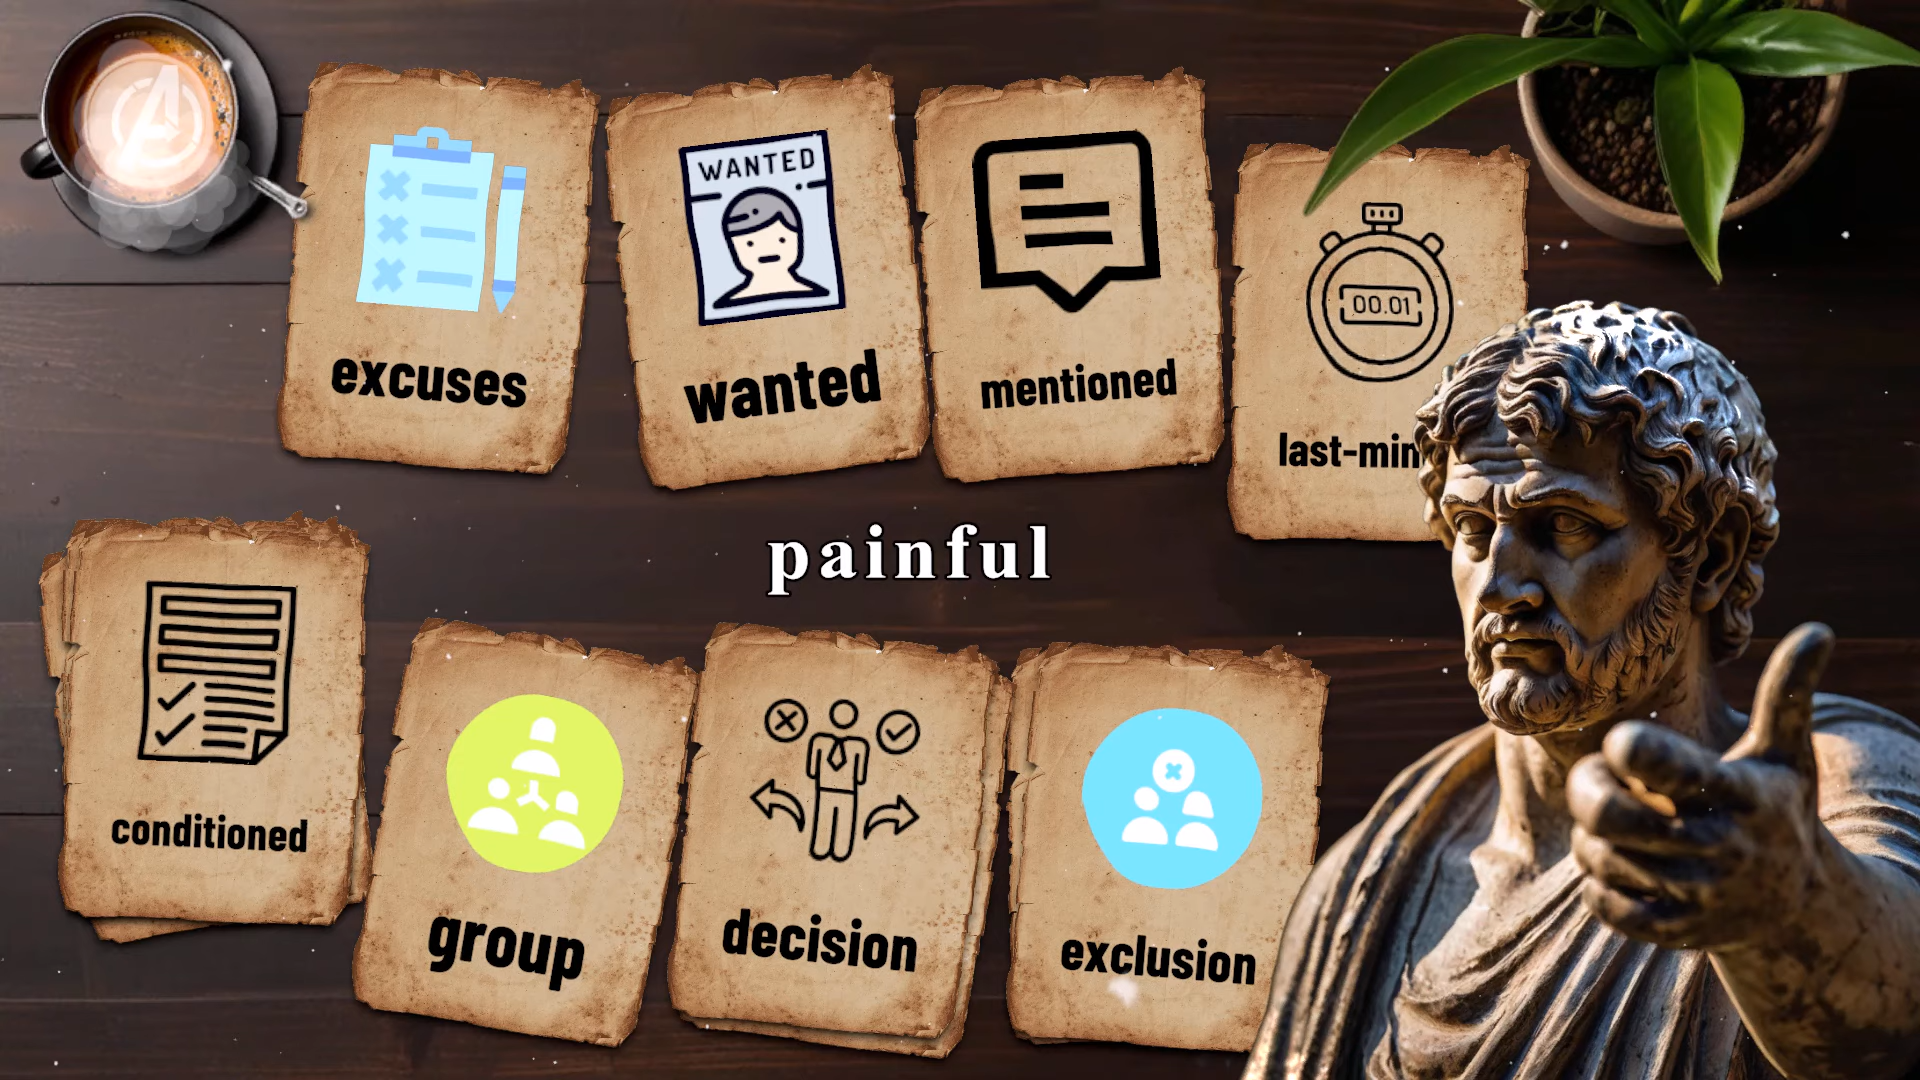 WANTED
00.01
excuses
wanted
mentioned
last-min
painful
conditioned
group
decision
exclusion